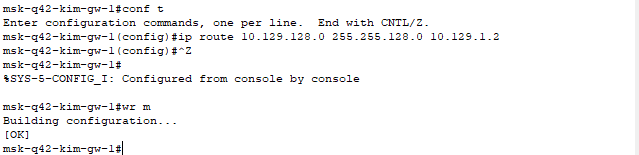 msk-q42-kim-gw-1#conf t
Enter configuration commands, one per line.  End with CNTL/Z.
msk-q42-kim-gw-1(config)#ip route 10.129.128.0 255.255.128.0 10.129.1.2
msk-q42-kim-gw-1(config)#^Z
msk-q42-kim-gw-1#
%SYS-5-CONFIG_I: Configured from console by console

msk-q42-kim-gw-1#wr m
Building configuration...
[OK]
msk-q42-kim-gw-1#